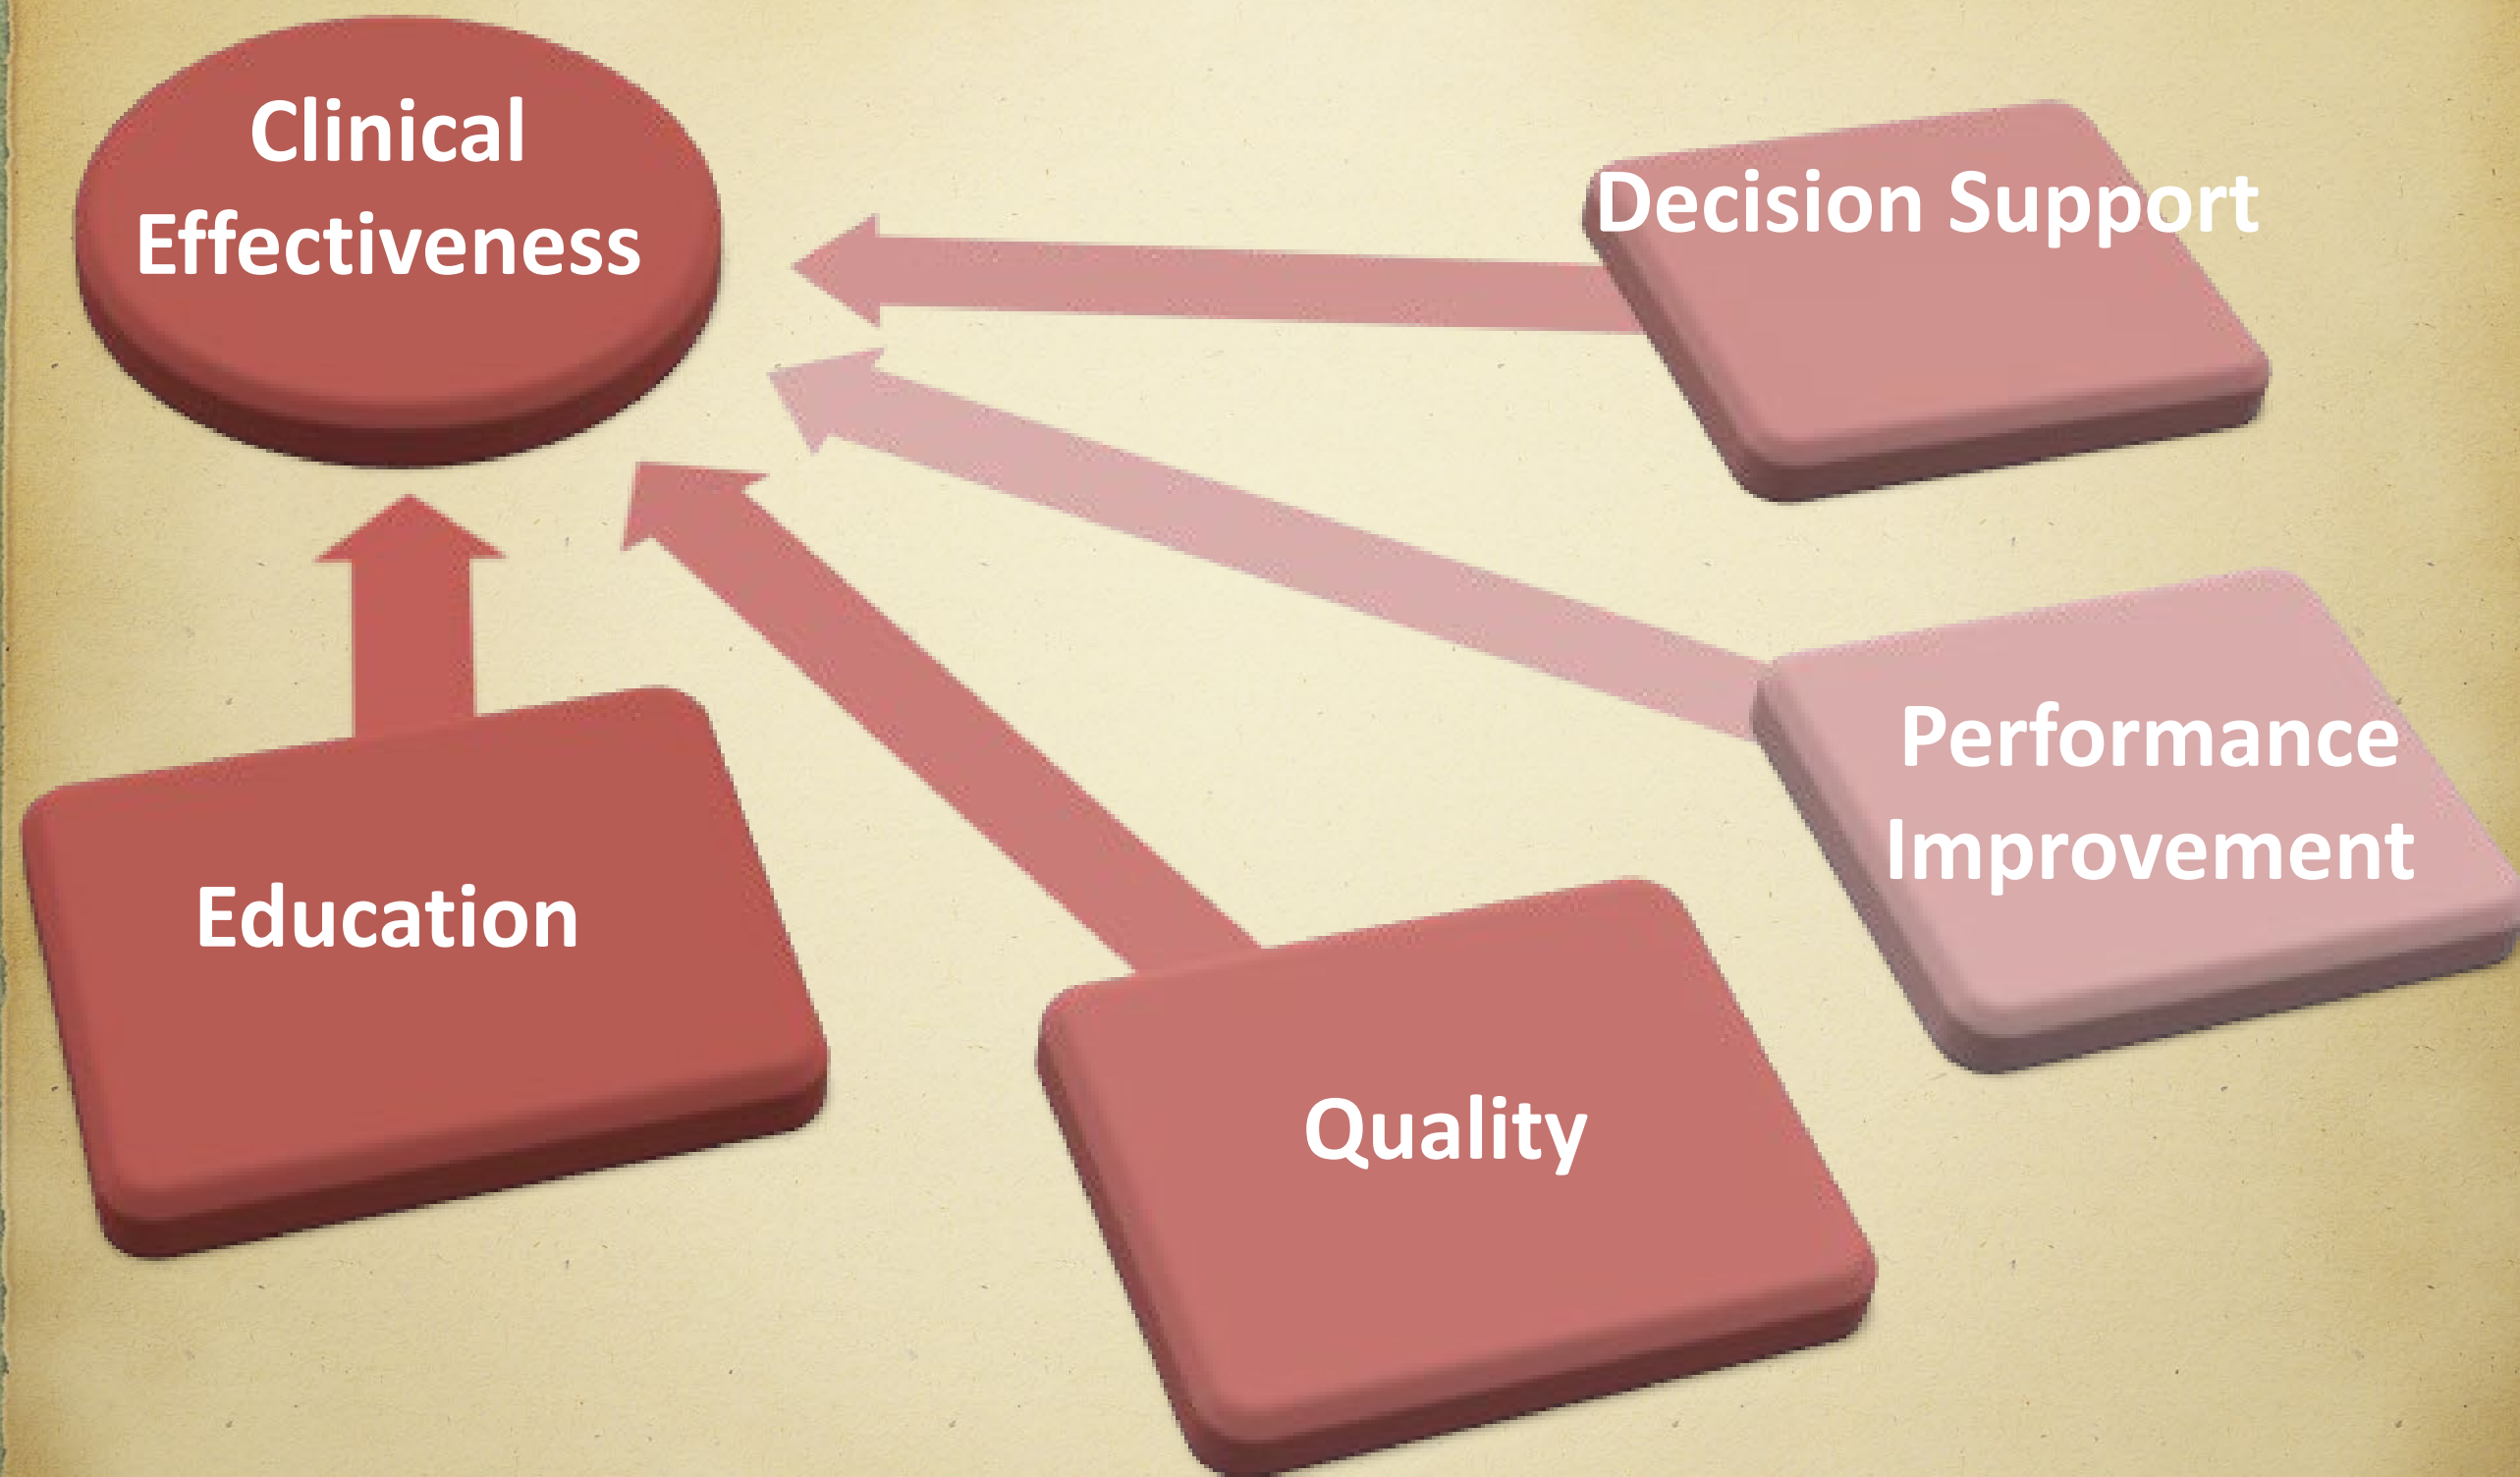 Clinical
Effectiveness
Decision Support
Performance
Improvement
Education
Quality